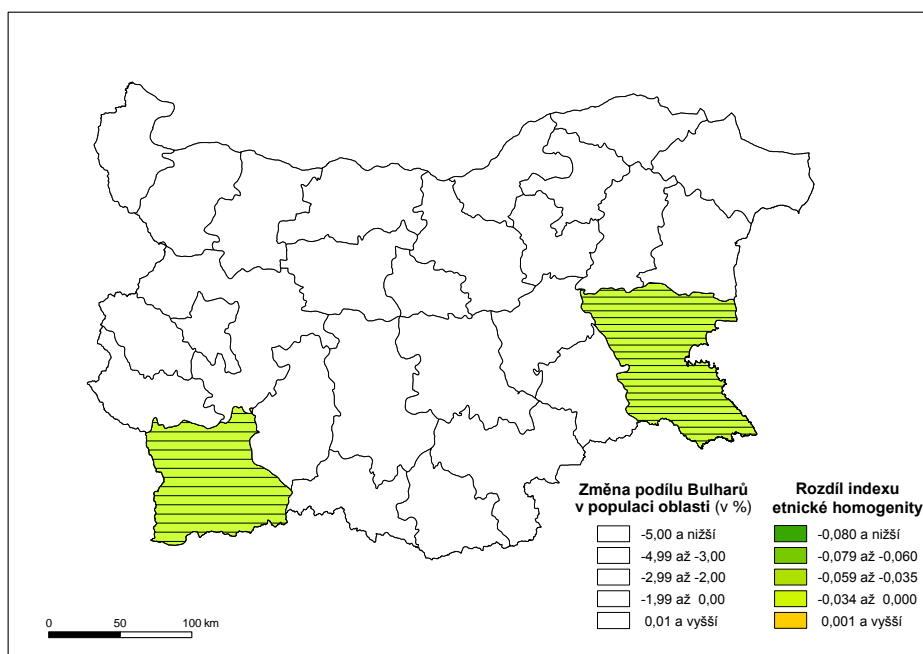 Změna podílu Bulharů
v populaci oblasti (v %)
-5,00 a nižší
-4,99 až -3,00
-2,99 až -2,00
-1,99 až 0,00
0,01 a vyšší
Rozdíl indexu
etnické homogenity
-0,080 a nižší
-0,079 až -0,060
-0,059 až -0,035
-0,034 až 0,000
0,001 a vyšší
0 50 100 km